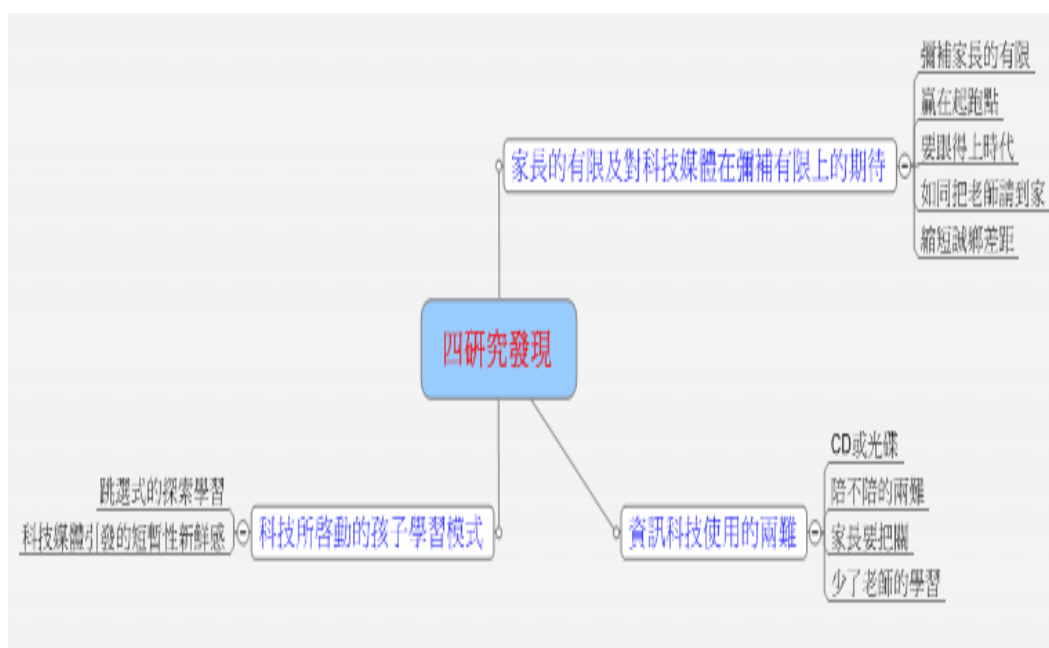 彌補家長的有限
贏在起跑點
要跟得上時代
如同把老師請到家
縮短誠鄉差距
家長的有限及對科技媒體在彌補有限上的期待
四研究發現
CD或光碟
陪不陪的兩難
家長要把關
少了老師的學習
資訊科技使用的兩難
跳選式的探索學習
科技媒體引發的短暫性新鮮感
科技所啓動的孩子學習模式